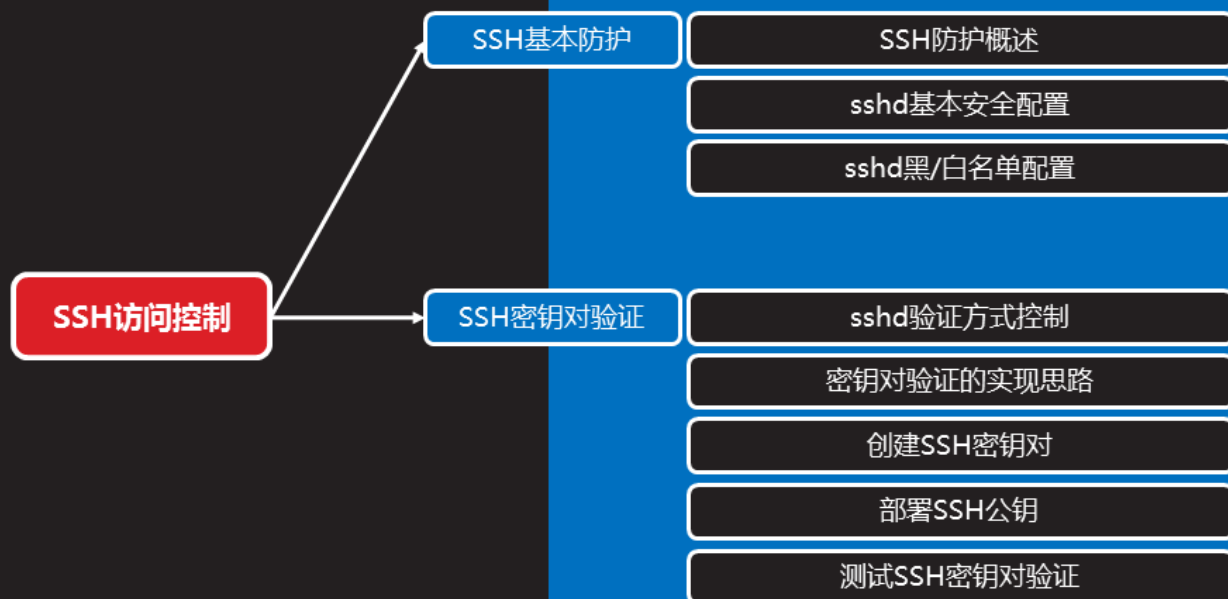 SSH基本防护
SSH防护概述
sshd基本安全配置
sshd黑/白名单配置
SSH访问控制
SSH密钥对验证
sshd验证方式控制
密钥对验证的实现思路
创建SSH密钥对
部署SSH公钥
测试SSH密钥对验证